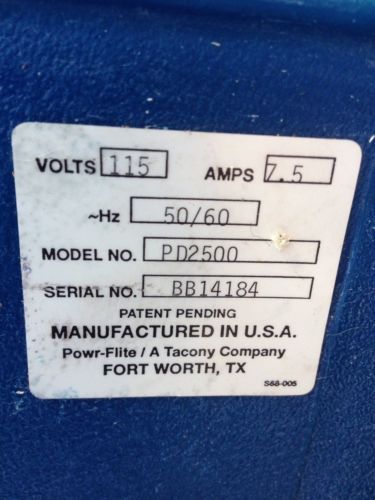 VOLTS 115 AMPS 7.5
~Hz 50/60
MODEL NO. PD2500
SERIAL NO. BB14184
PATENT PENDING
MANUFACTURED IN U.S.A.
Powr-Flite / A Tacony Company
FORT WORTH, TX
S68-005